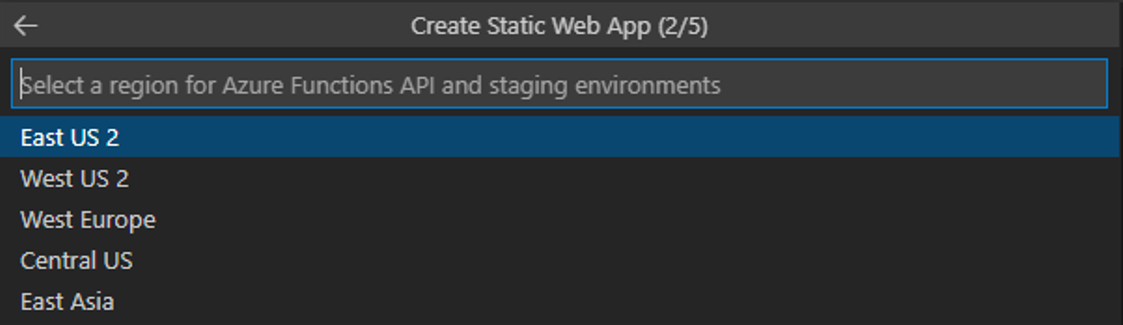 Create Static Web App (2/5)
Select a region for Azure Functions API and staging environments
East US 2
West US 2
West Europe
Central US
East Asia